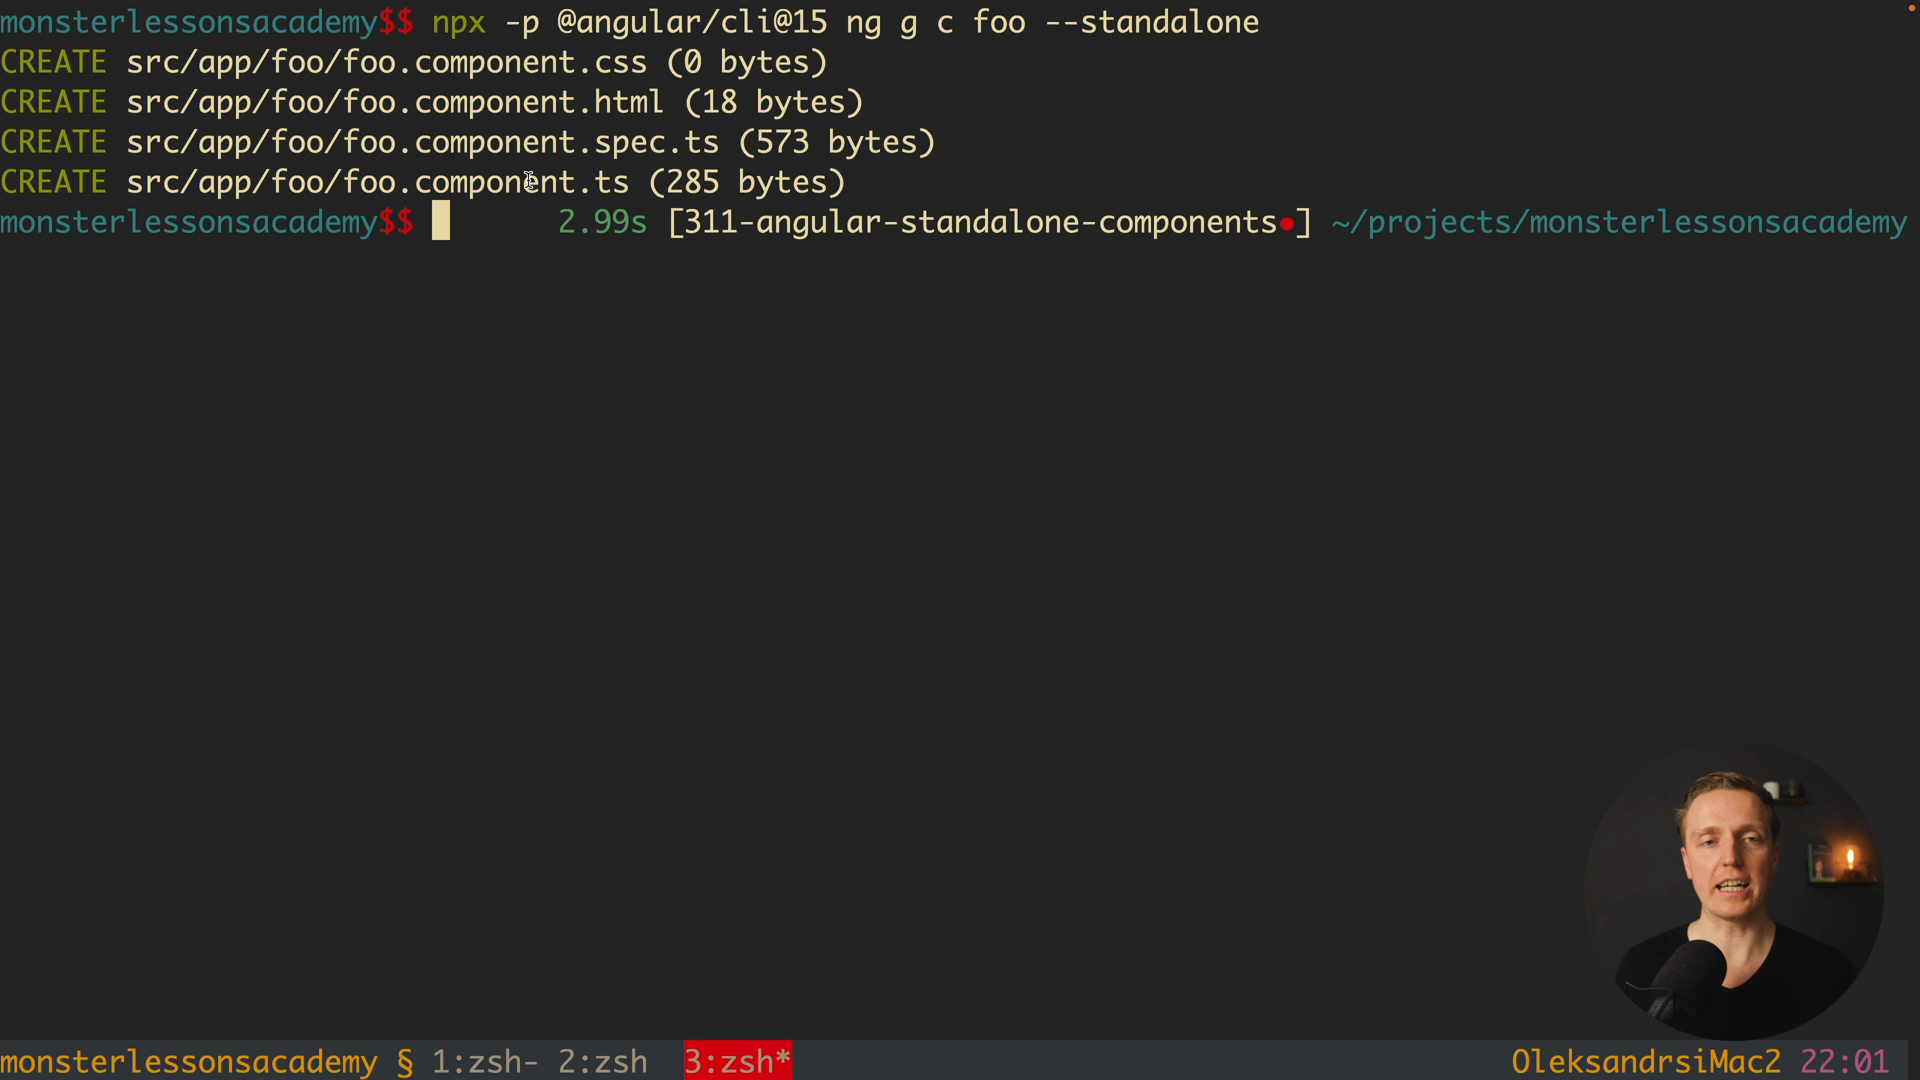 monsterlessonsacademy$$ npx -p @angular/cli@15 ng g c foo --standalone
CREATE src/app/foo/foo.component.css (0 bytes)
CREATE src/app/foo/foo.component.html (18 bytes)
CREATE src/app/foo/foo.component.spec.ts (573 bytes)
CREATE src/app/foo/foo.component.ts (285 bytes)
monsterlessonsacademy$$ 2.99s [311-angular-standalone-components●] ~/projects/monsterlessonsacademy
monsterlessonsacademy § 1:zsh- 2:zsh 3:zsh* OleksandrsiMac2 22:01